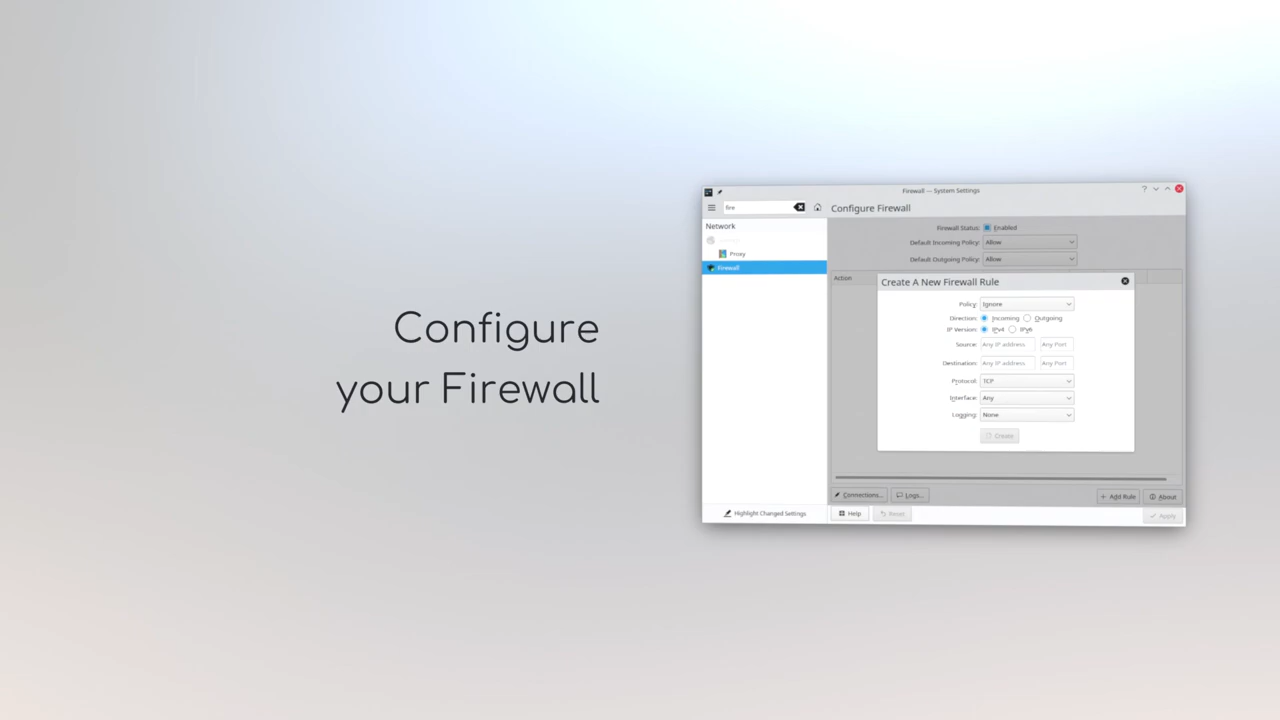 Configure
your Firewall
Firewall — System Settings
fire
Configure Firewall
Network
Proxy
Firewall
Firewall Status: Enabled
Default Incoming Policy: Allow
Default Outgoing Policy: Allow
Action
Create A New Firewall Rule
Policy: Ignore
Direction: Incoming Outgoing
IP Version: IPv4 IPv6
Source: Any IP address Any Port
Destination: Any IP address Any Port
Protocol: TCP
Interface: Any
Logging: None
Create
Connections... Logs... + Add Rule About
Highlight Changed Settings Help Reset Apply